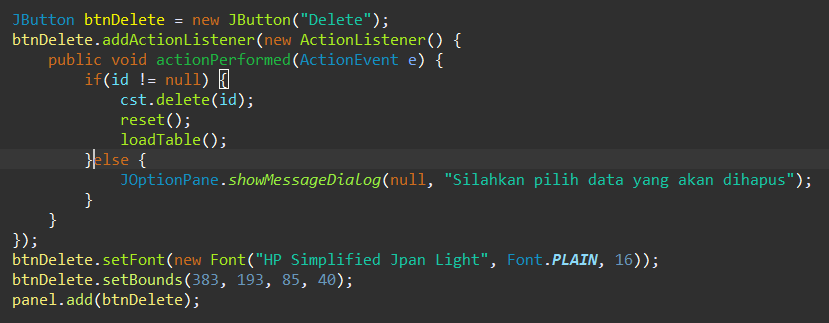 JButton btnDelete = new JButton("Delete");
btnDelete.addActionListener(new ActionListener() {
    public void actionPerformed(ActionEvent e) {
        if(id != null) {
            cst.delete(id);
            reset();
            loadTable();
        }else {
            JOptionPane.showMessageDialog(null, "Silahkan pilih data yang akan dihapus");
        }
    }
});
btnDelete.setFont(new Font("HP Simplified Jpan Light", Font.PLAIN, 16));
btnDelete.setBounds(383, 193, 85, 40);
panel.add(btnDelete);